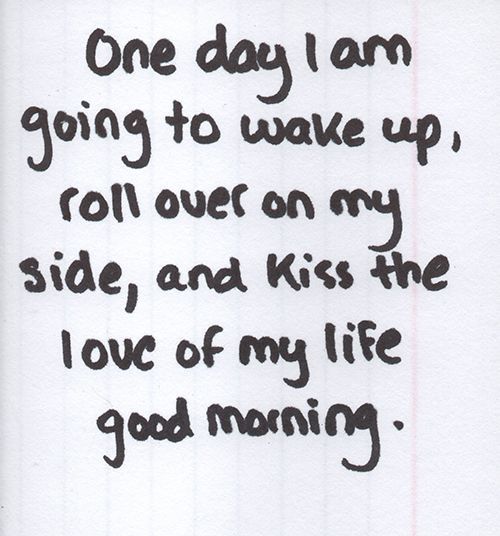 One day I am
going to wake up,
roll over on my
side, and Kiss the
love of my life
good morning.